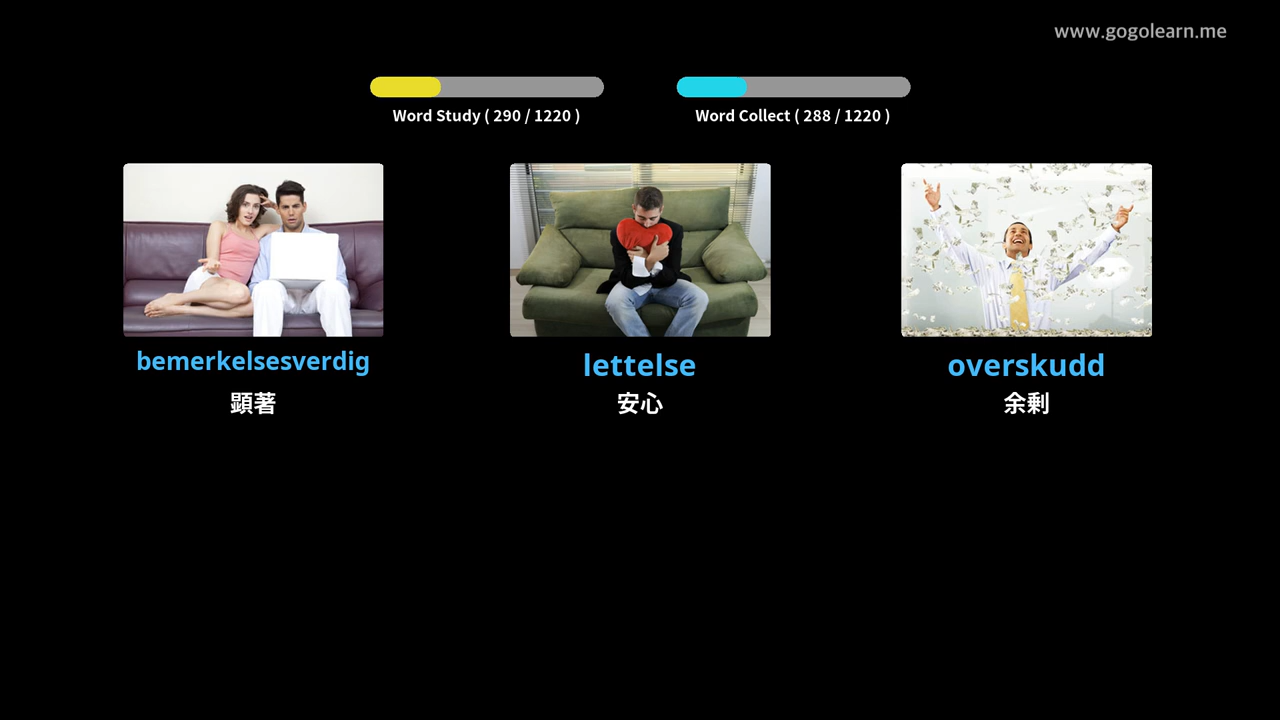 www.gogolearn.me
Word Study ( 290 / 1220 )
Word Collect ( 288 / 1220 )
bemerkelsesverdig
顕著
lettelse
安心
overskudd
余剰